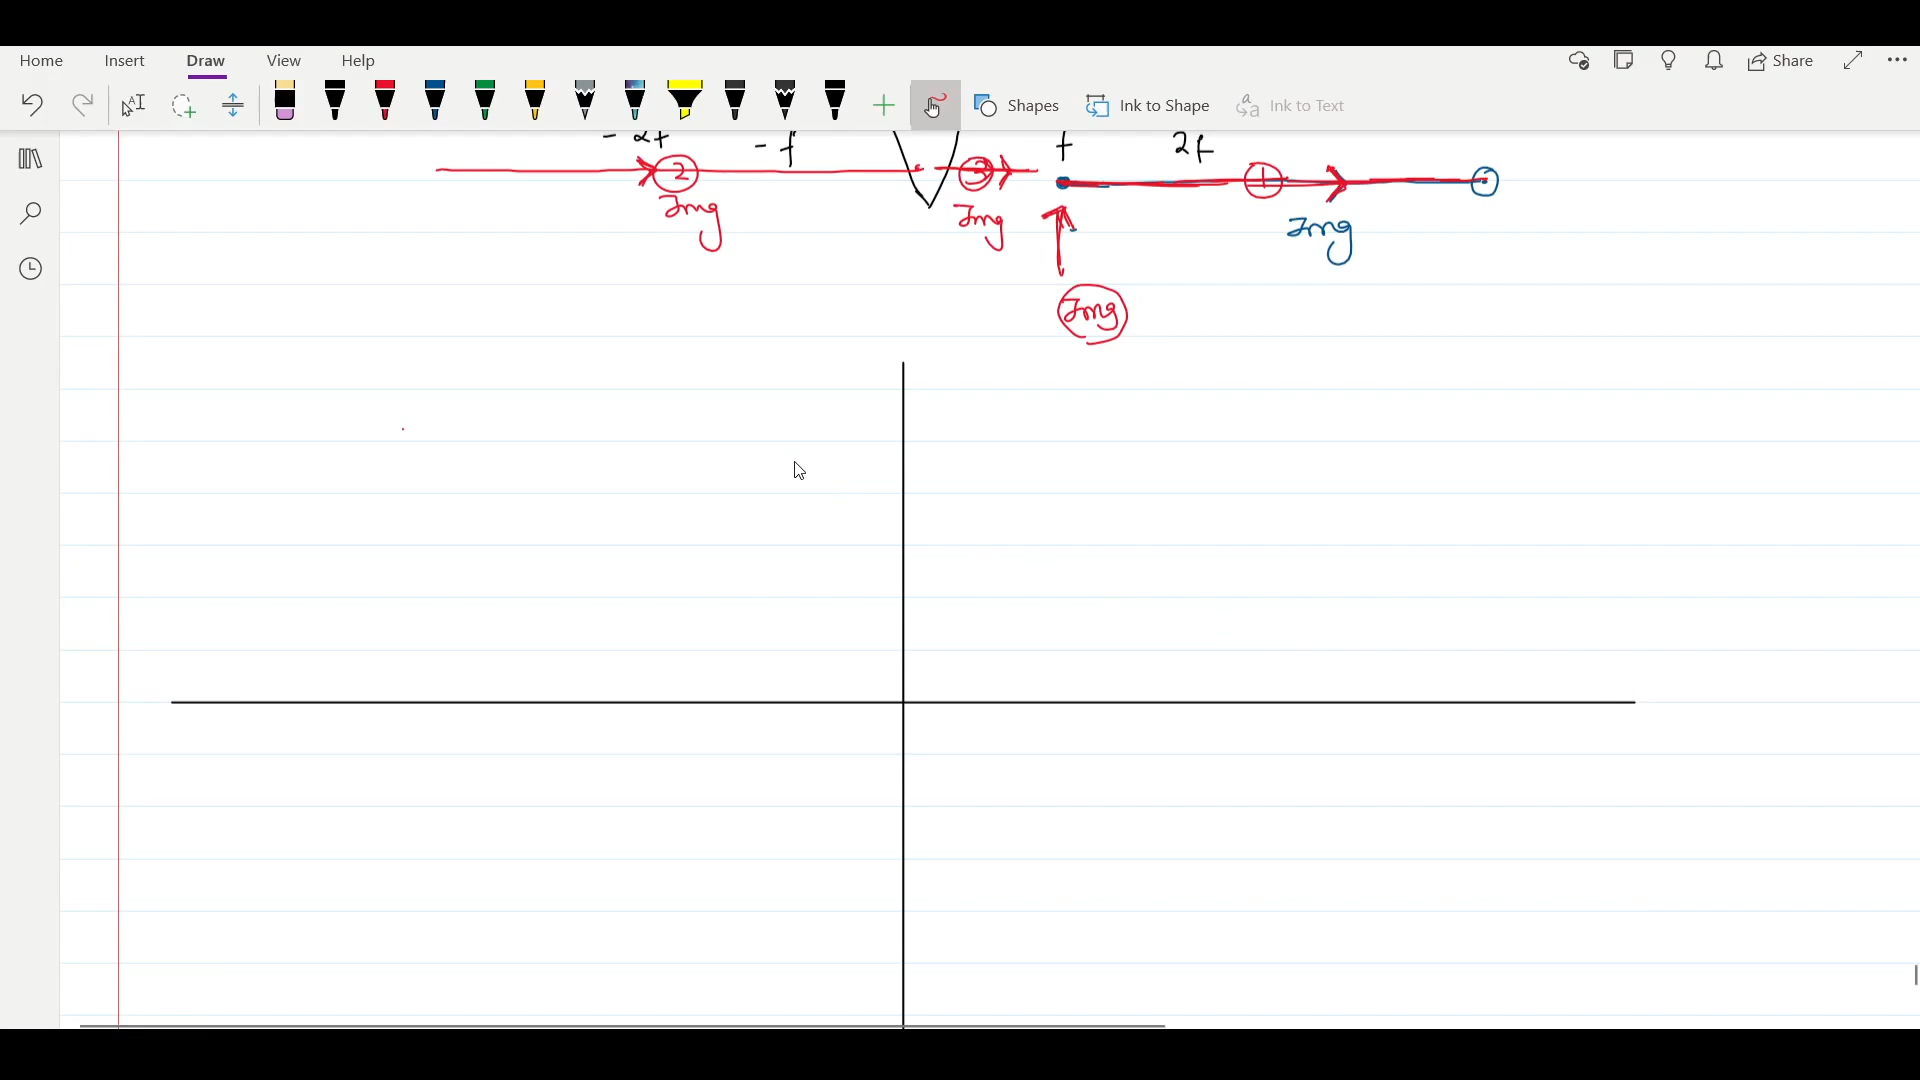 Home Insert Draw View Help Share
Shapes Ink to Shape Ink to Text
- 2f - f f 2f
2 3 1
Img Img Img
Img